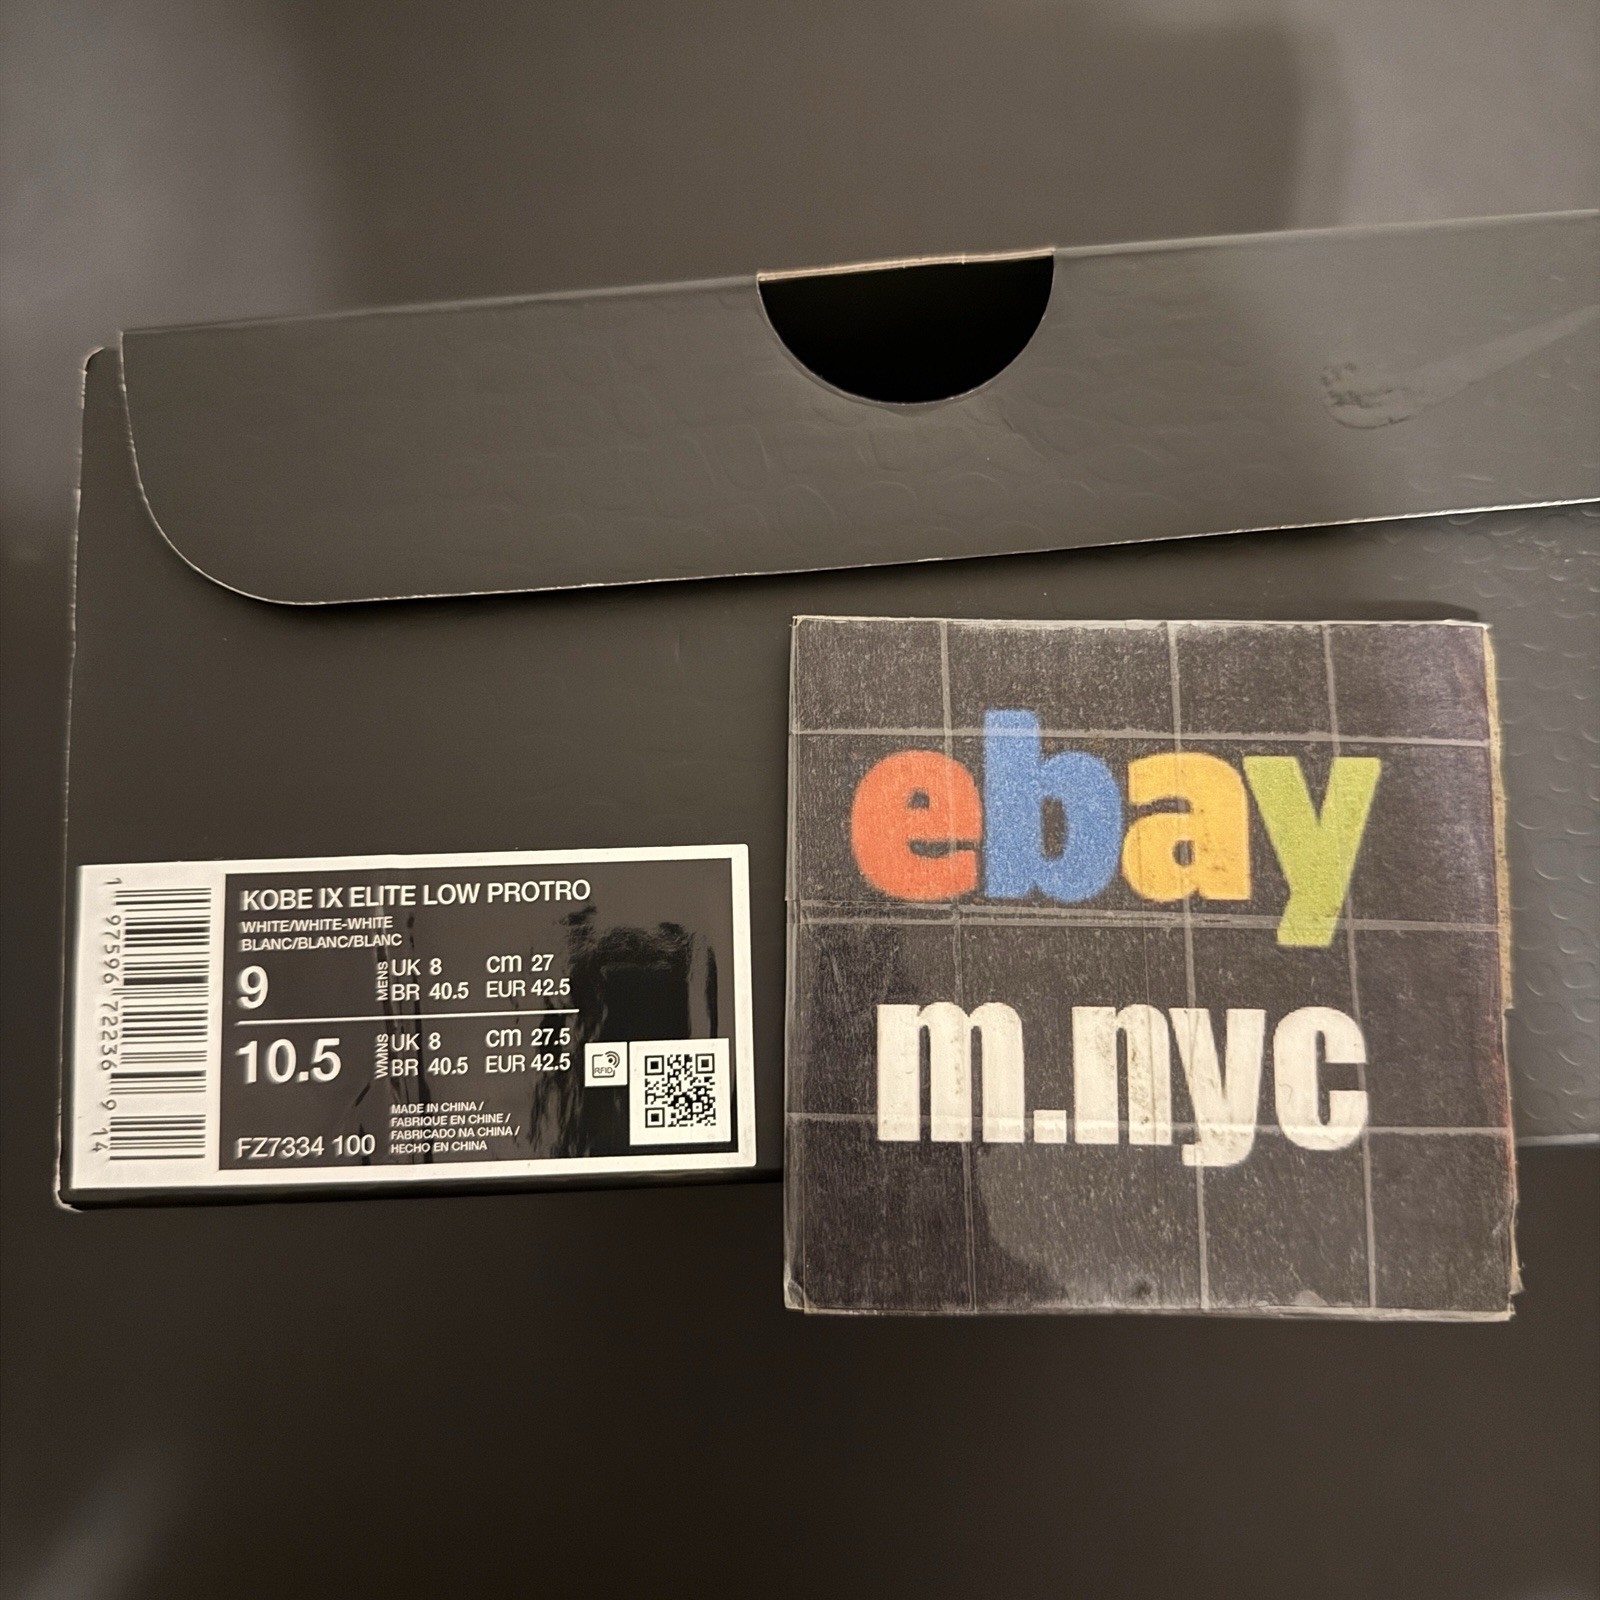 KOBE IX ELITE LOW PROTRO
WHITE/WHITE-WHITE
BLANC/BLANC/BLANC
9
MENS
UK 8 cm 27
BR 40.5 EUR 42.5
10.5
WMNS
UK 8 cm 27.5
BR 40.5 EUR 42.5
RFID
MADE IN CHINA /
FABRIQUE EN CHINE /
FABRICADO NA CHINA /
HECHO EN CHINA
FZ7334 100
1 97596 72236 9 14
ebay
m.nyc